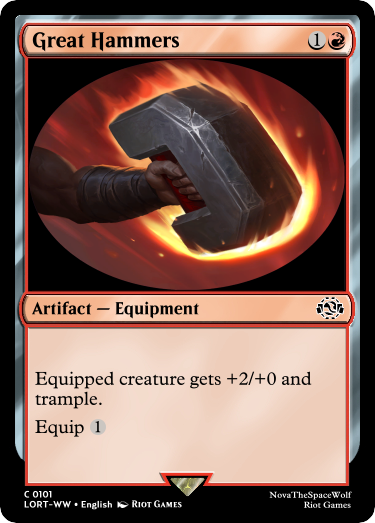 Great Hammers 1
Artifact — Equipment
Equipped creature gets +2/+0 and
trample.
Equip 1
C 0101
LORT-WW • English Riot Games
NovaTheSpaceWolf
Riot Games